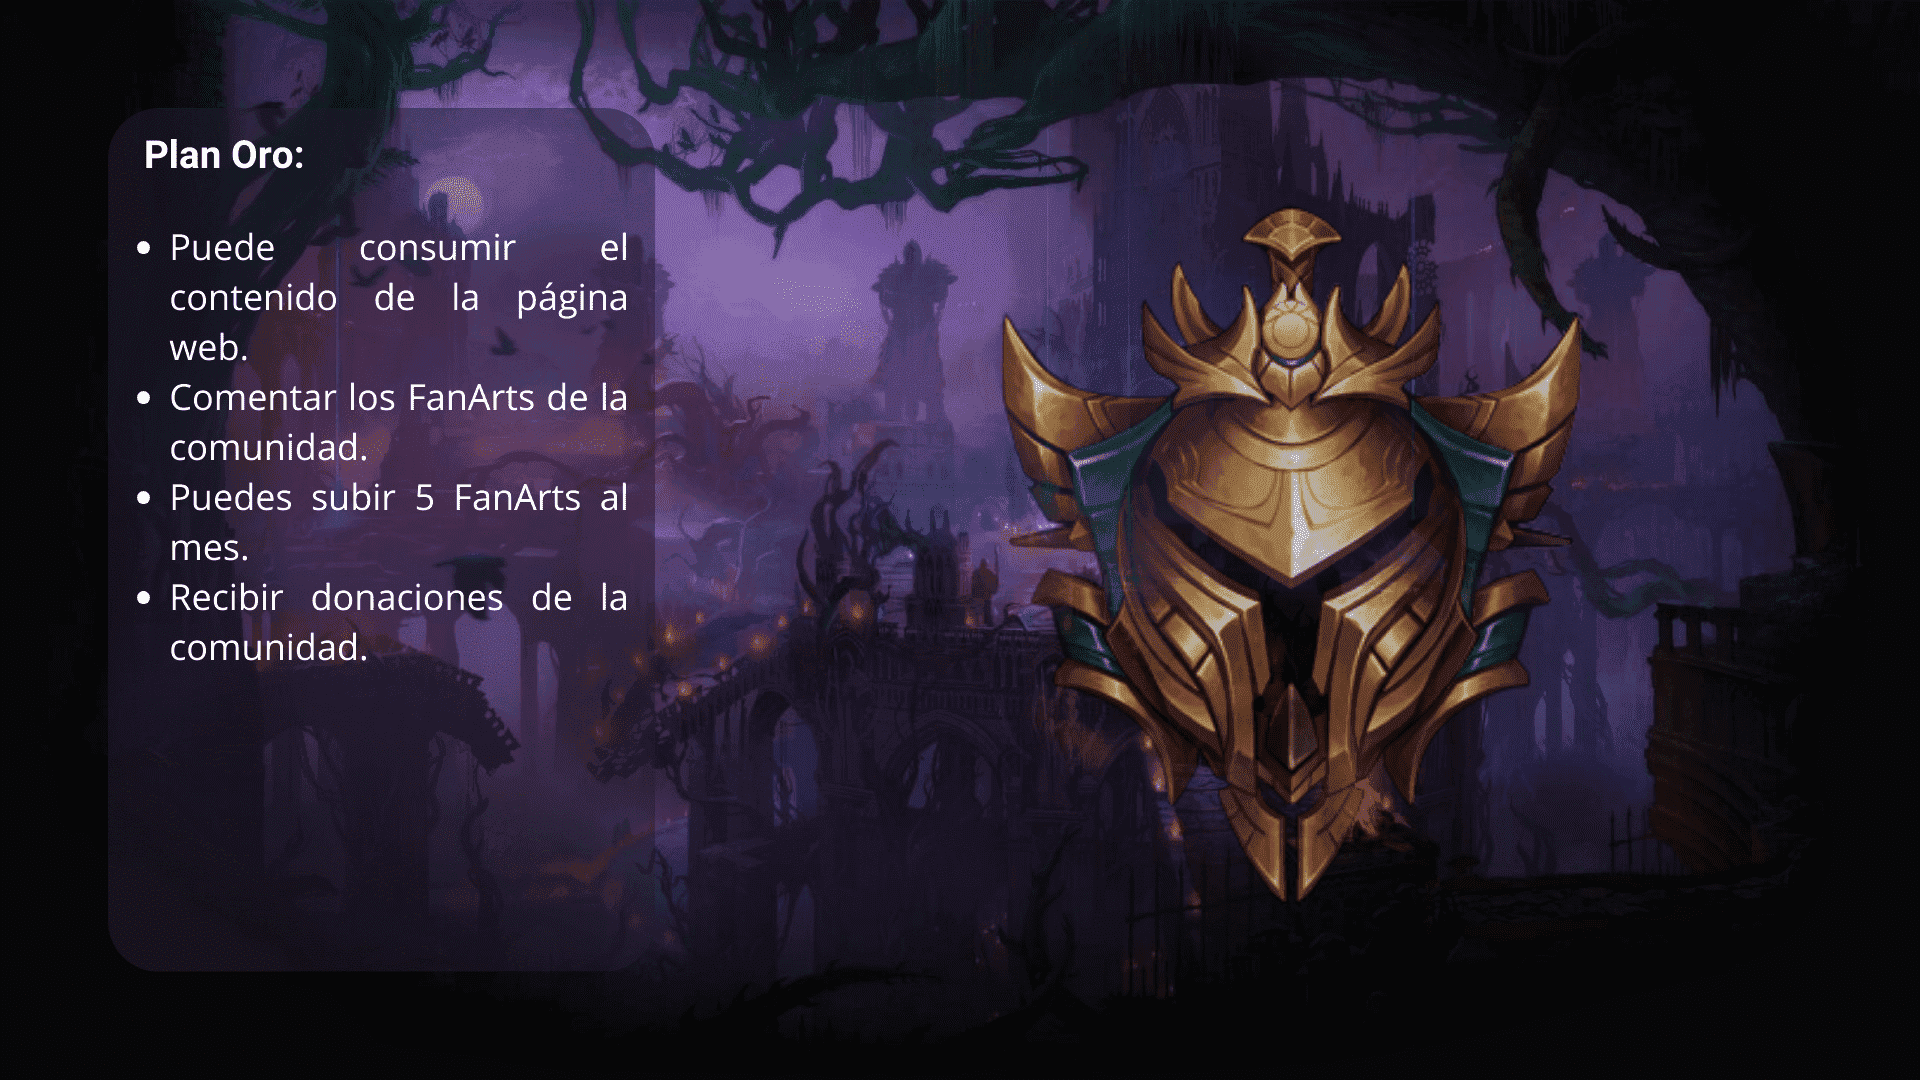 Plan Oro:
• Puede consumir el
contenido de la página
web.
• Comentar los FanArts de la
comunidad.
• Puedes subir 5 FanArts al
mes.
• Recibir donaciones de la
comunidad.